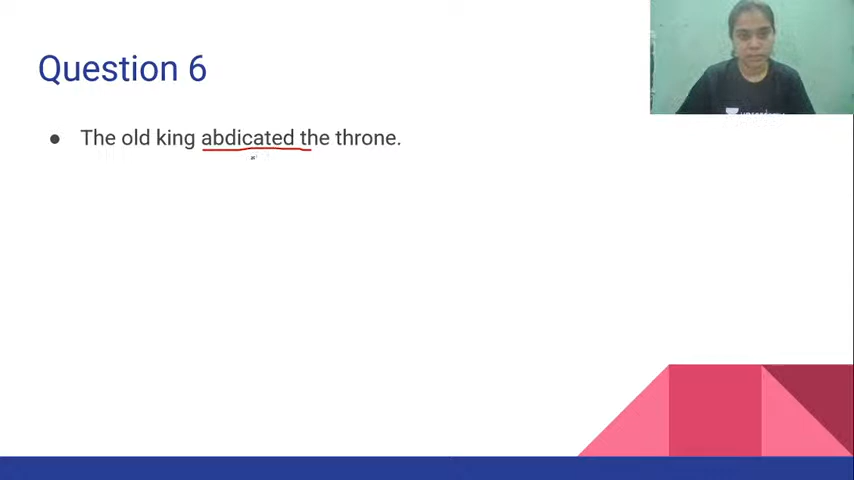 Question 6
● The old king abdicated the throne.